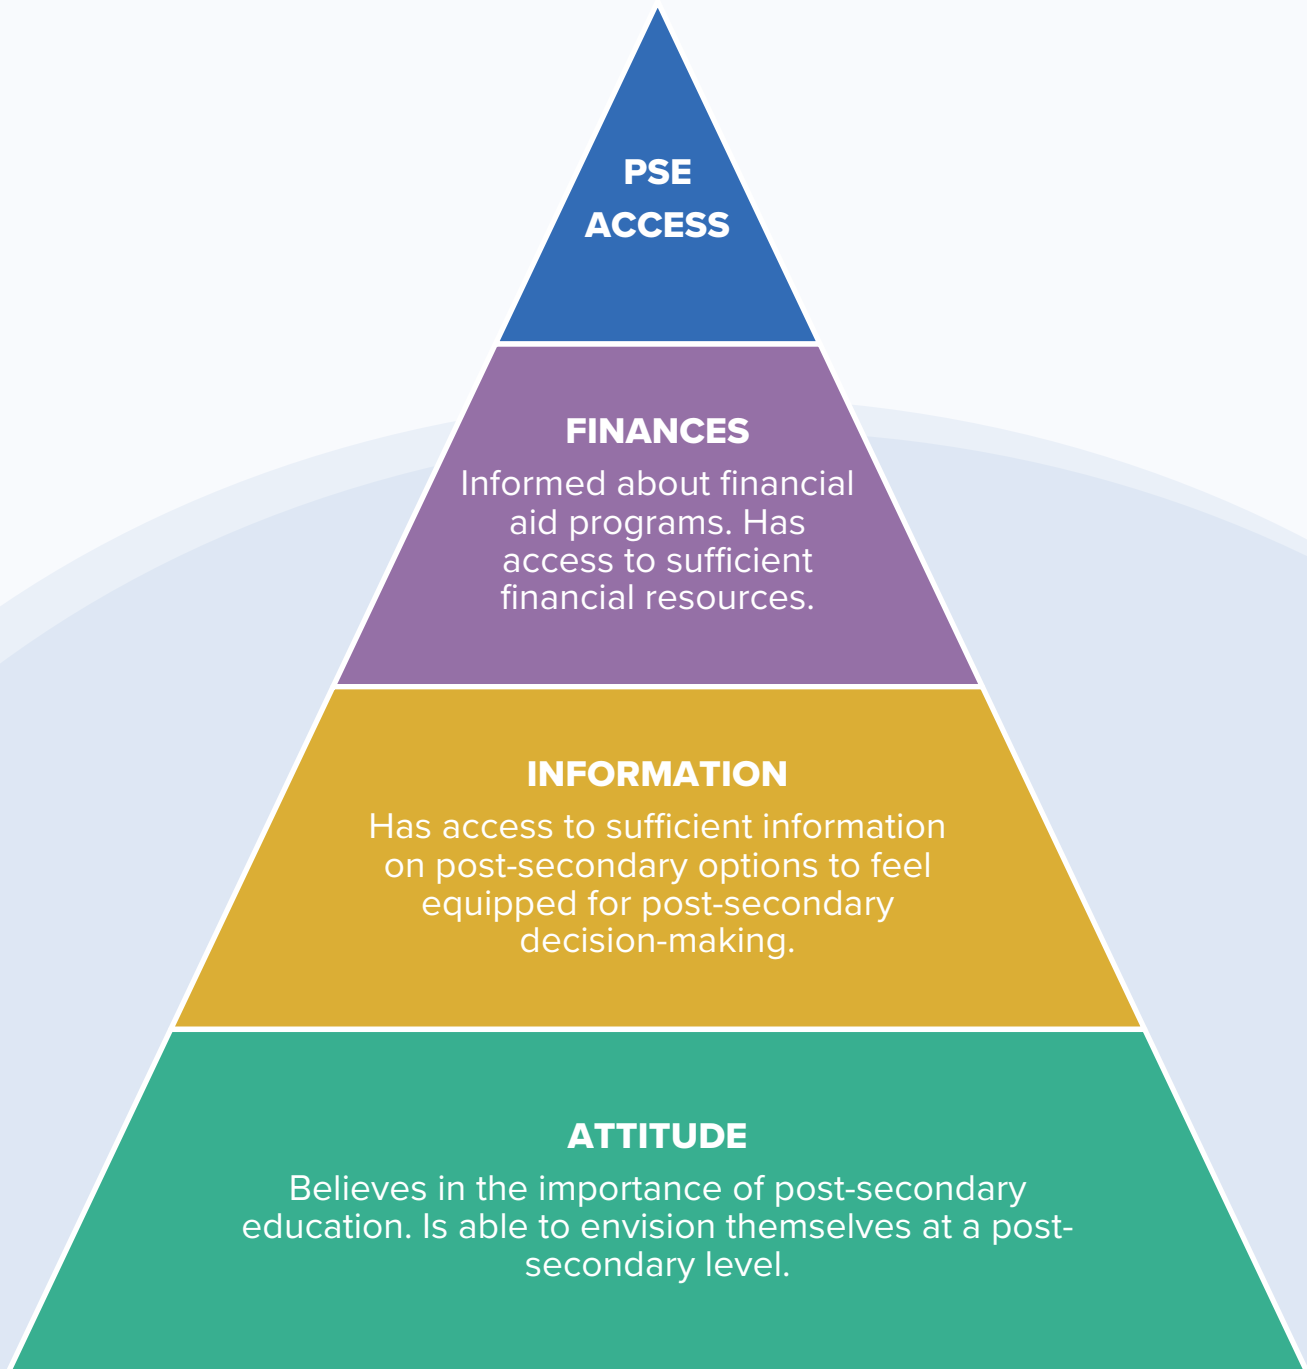 PSE
ACCESS
FINANCES
Informed about financial
aid programs. Has
access to sufficient
financial resources.
INFORMATION
Has access to sufficient information
on post-secondary options to feel
equipped for post-secondary
decision-making.
ATTITUDE
Believes in the importance of post-secondary
education. Is able to envision themselves at a post-
secondary level.